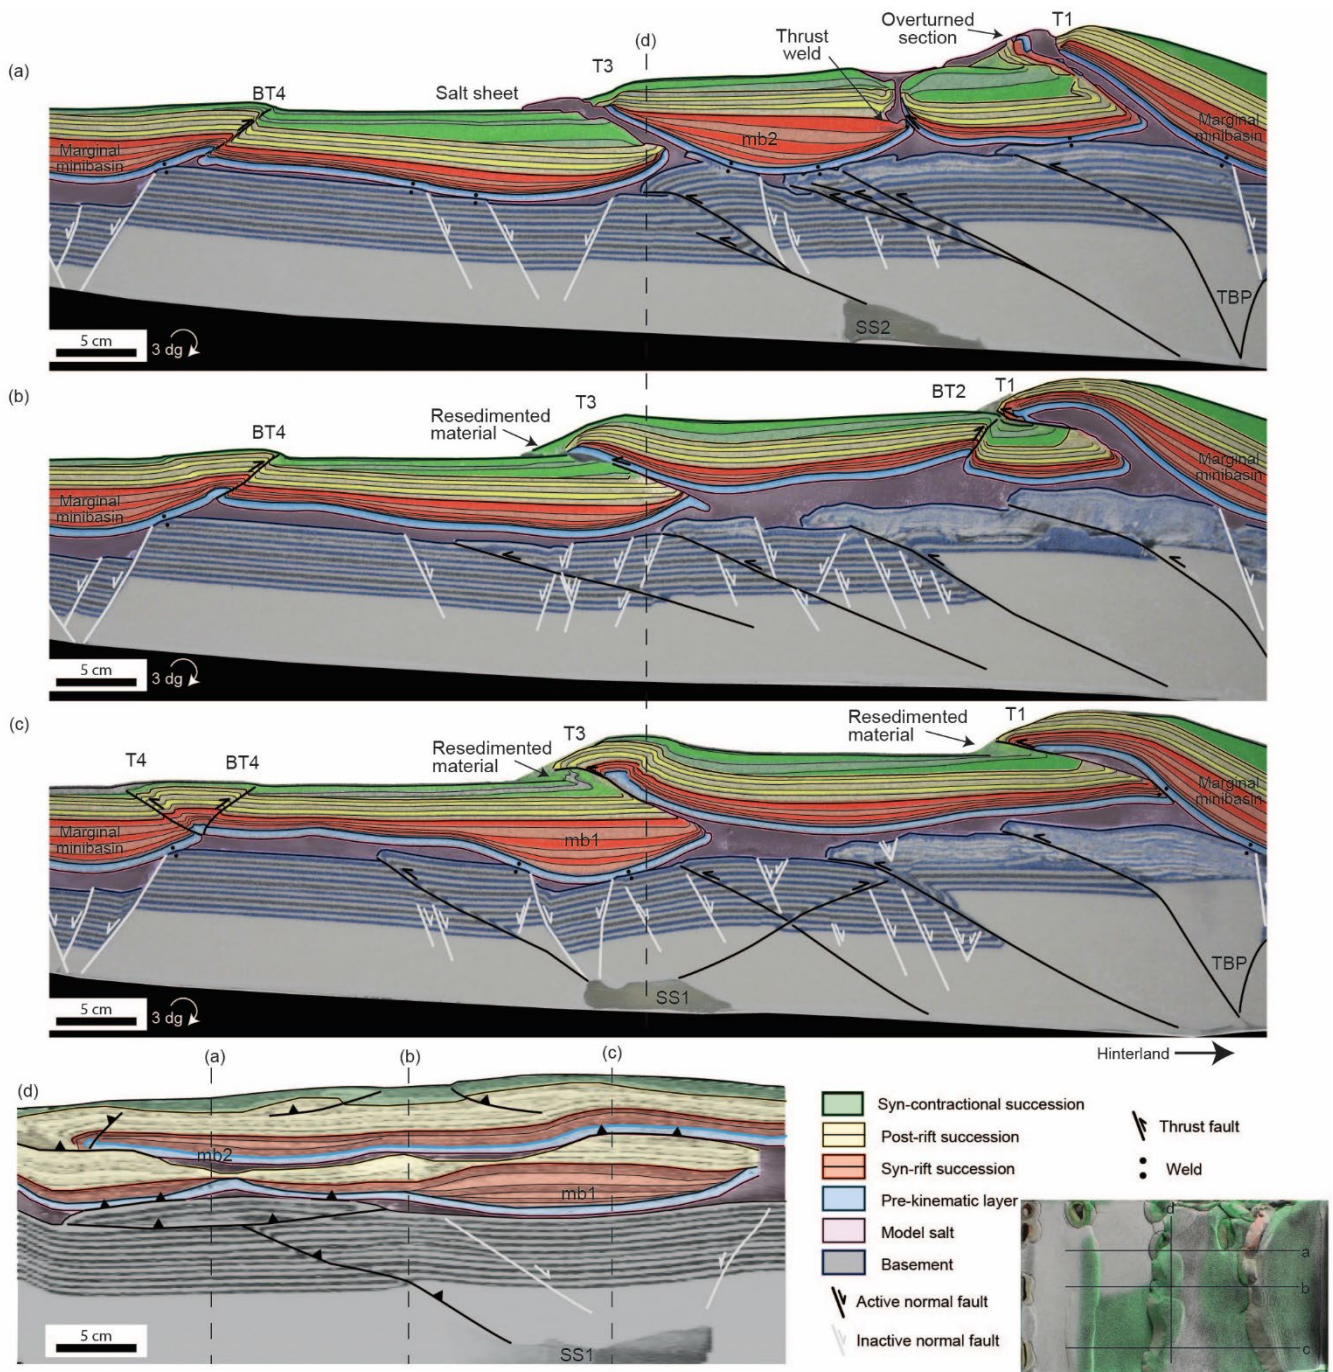 (a)
Overturned
section
T1
(d)
Thrust
weld
T3
BT4
Salt sheet
mb2
Marginal
minibasin
Marginal
minibasin
TBP
SS2
5 cm
3 dg
(b)
BT2
T1
T3
Resedimented
material
BT4
Marginal
minibasin
Marginal
minibasin
5 cm
3 dg
(c)
Resedimented
material
T1
T3
Resedimented
material
T4
BT4
Marginal
minibasin
mb1
Marginal
minibasin
TBP
SS1
5 cm
3 dg
Hinterland
(a)
(b)
(c)
(d)
mb2
mb1
SS1
5 cm
Syn-contractional succession
Post-rift succession
Syn-rift succession
Pre-kinematic layer
Model salt
Basement
Active normal fault
Inactive normal fault
Thrust fault
Weld
d
a
b
c